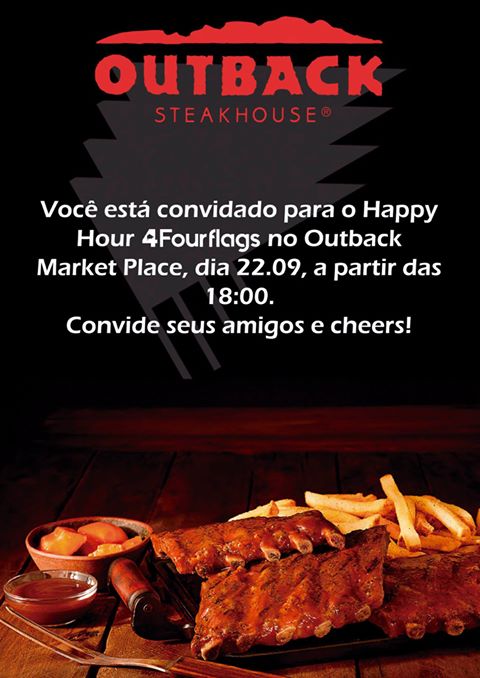 OUTBACK
STEAKHOUSE®
Você está convidado para o Happy
Hour 4Fourflags no Outback
Market Place, dia 22.09, a partir das
18:00.
Convide seus amigos e cheers!